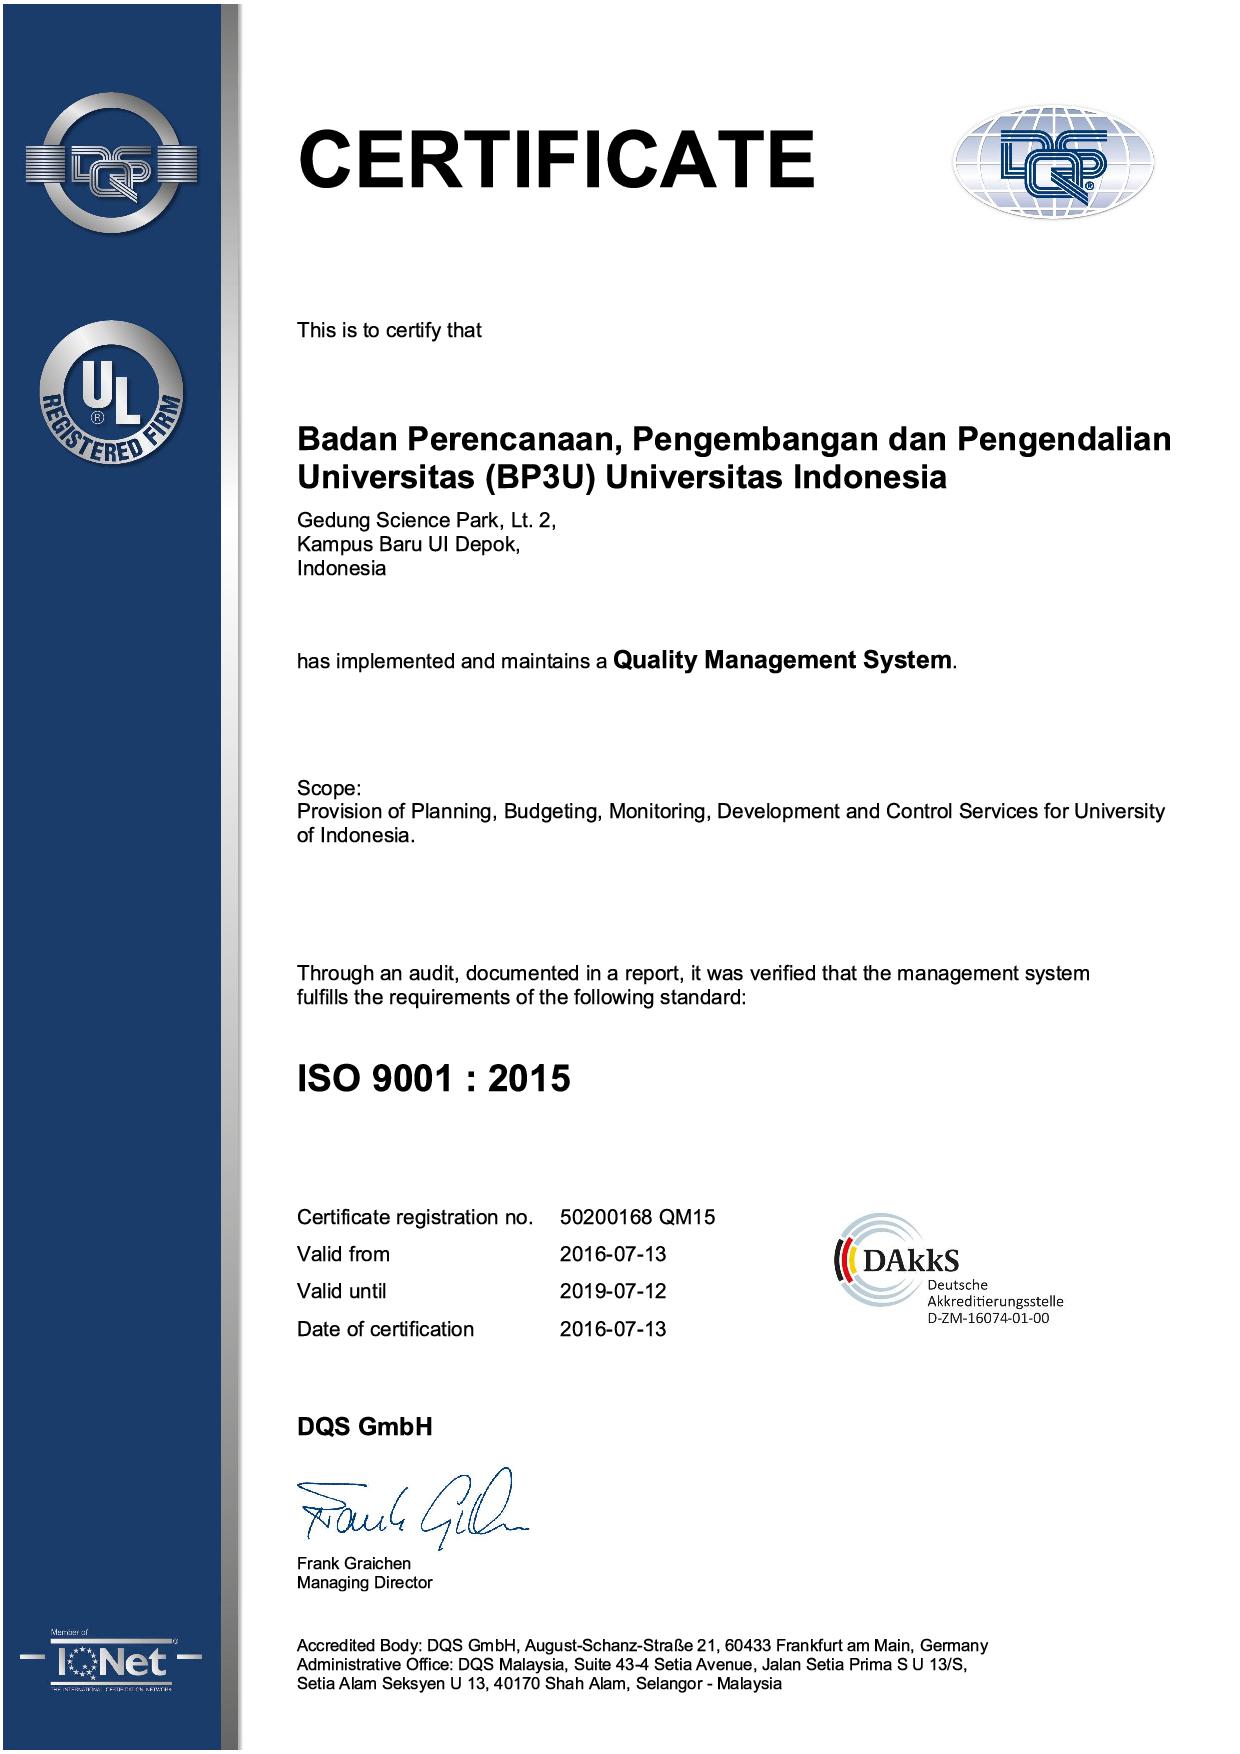 DQS
CERTIFICATE
DQS ®
UL ®
REGISTERED FIRM
This is to certify that
Badan Perencanaan, Pengembangan dan Pengendalian
Universitas (BP3U) Universitas Indonesia
Gedung Science Park, Lt. 2,
Kampus Baru UI Depok,
Indonesia
has implemented and maintains a Quality Management System.
Scope:
Provision of Planning, Budgeting, Monitoring, Development and Control Services for University
of Indonesia.
Through an audit, documented in a report, it was verified that the management system
fulfills the requirements of the following standard:
ISO 9001 : 2015
Certificate registration no. 50200168 QM15
Valid from 2016-07-13
Valid until 2019-07-12
Date of certification 2016-07-13
DAkkS
Deutsche
Akkreditierungsstelle
D-ZM-16074-01-00
DQS GmbH
Frank Graichen
Managing Director
Member of
IQNet ®
THE INTERNATIONAL CERTIFICATION NETWORK
Accredited Body: DQS GmbH, August-Schanz-Straße 21, 60433 Frankfurt am Main, Germany
Administrative Office: DQS Malaysia, Suite 43-4 Setia Avenue, Jalan Setia Prima S U 13/S,
Setia Alam Seksyen U 13, 40170 Shah Alam, Selangor - Malaysia